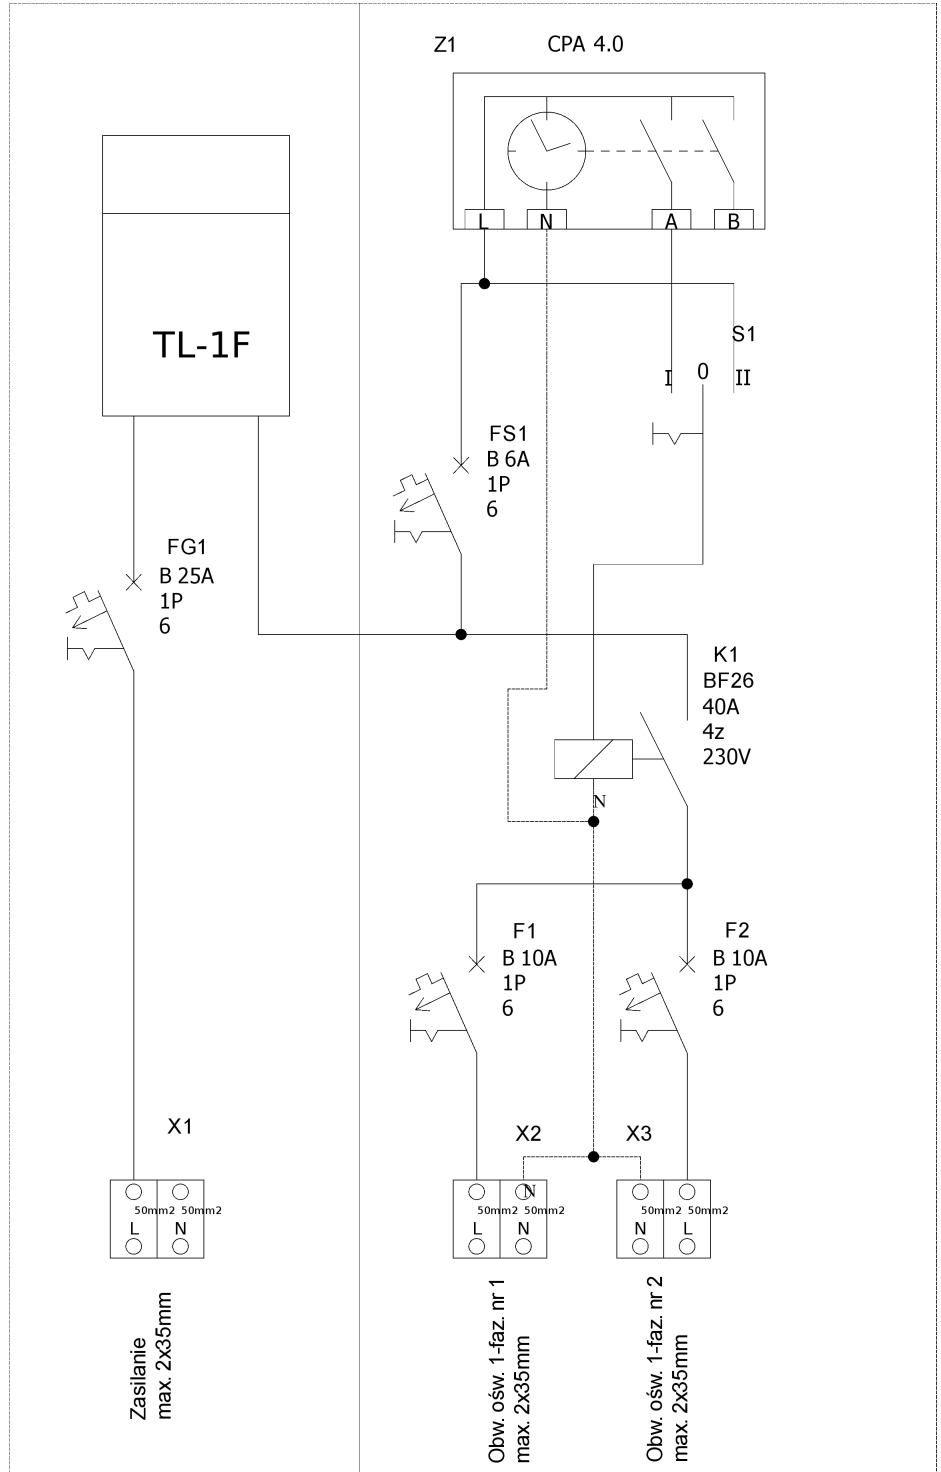 Z1
CPA 4.0
L
N
A
B
TL-1F
S1
I
0
II
FS1
B 6A
1P
6
FG1
B 25A
1P
6
K1
BF26
40A
4z
230V
N
F1
B 10A
1P
6
F2
B 10A
1P
6
X1
X2
X3
N
50mm2 50mm2
L N
50mm2 50mm2
L N
50mm2 50mm2
N L
Zasilanie
max. 2x35mm
Obw. ośw. 1-faz. nr 1
max. 2x35mm
Obw. ośw. 1-faz. nr 2
max. 2x35mm